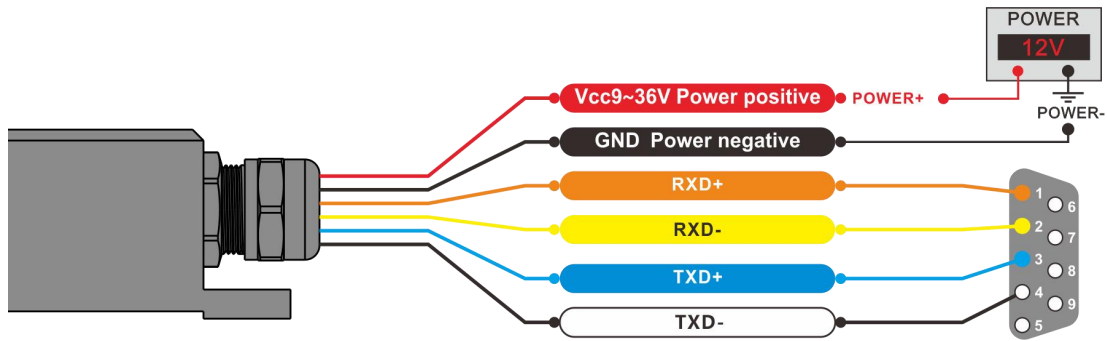 POWER
12V
Vcc9~36V Power positive
POWER+
POWER-
GND Power negative
RXD+
1
6
RXD-
2
7
TXD+
3
8
4
9
TXD-
5